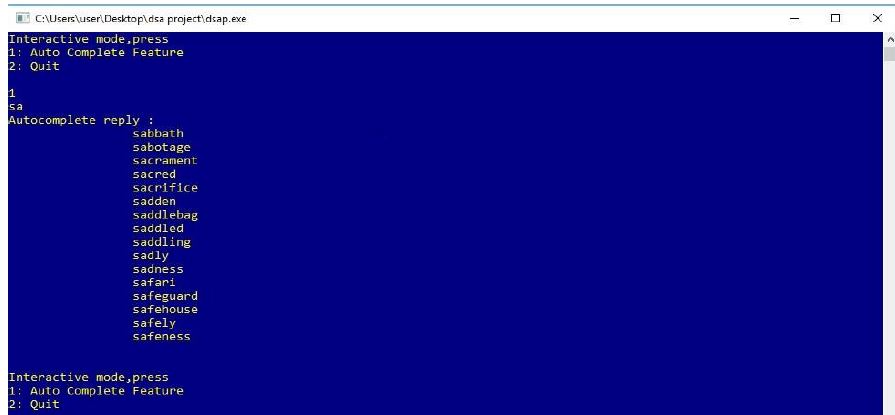 C:\Users\user\Desktop\dsa project\dsap.exe
Interactive mode,press
1: Auto Complete Feature
2: Quit
1
sa
Autocomplete reply :
sabbath
sabotage
sacrament
sacred
sacrifice
sadden
saddlebag
saddled
saddling
sadly
sadness
safari
safeguard
safehouse
safely
safeness
Interactive mode,press
1: Auto Complete Feature
2: Quit